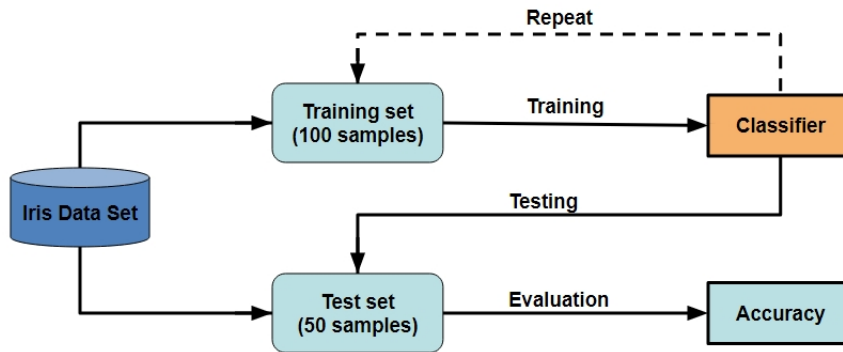 Repeat
Training set
(100 samples)
Training
Classifier
Iris Data Set
Testing
Test set
(50 samples)
Evaluation
Accuracy